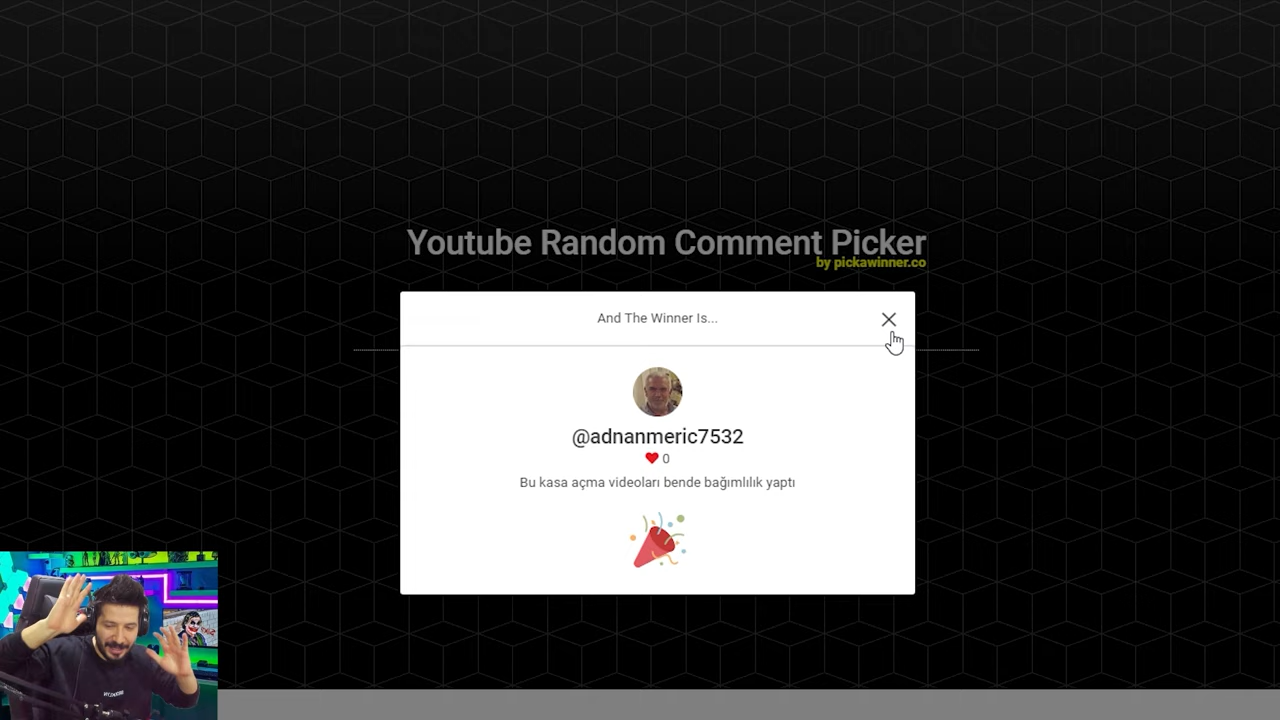 Youtube Random Comment Picker
by pickawinner.co
And The Winner Is...
@adnanmeric7532
0
Bu kasa açma videoları bende bağımlılık yaptı